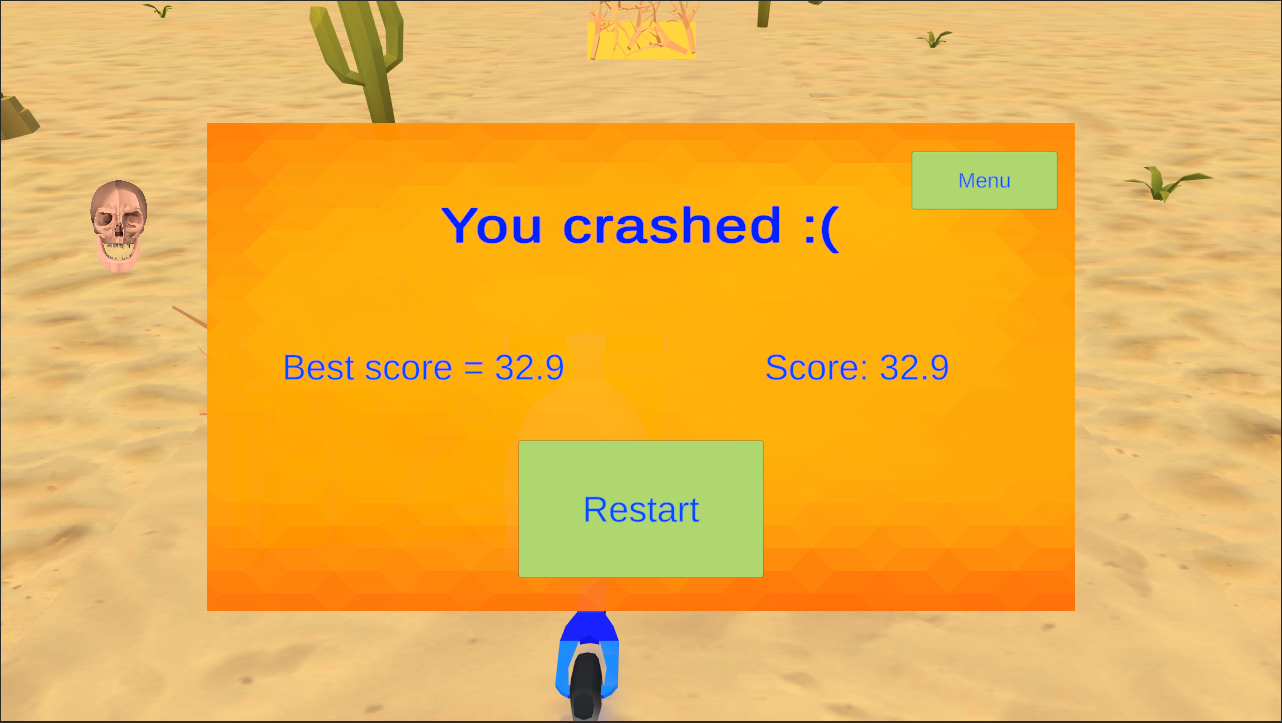 Menu
You crashed :(
Best score = 32.9
Score: 32.9
Restart